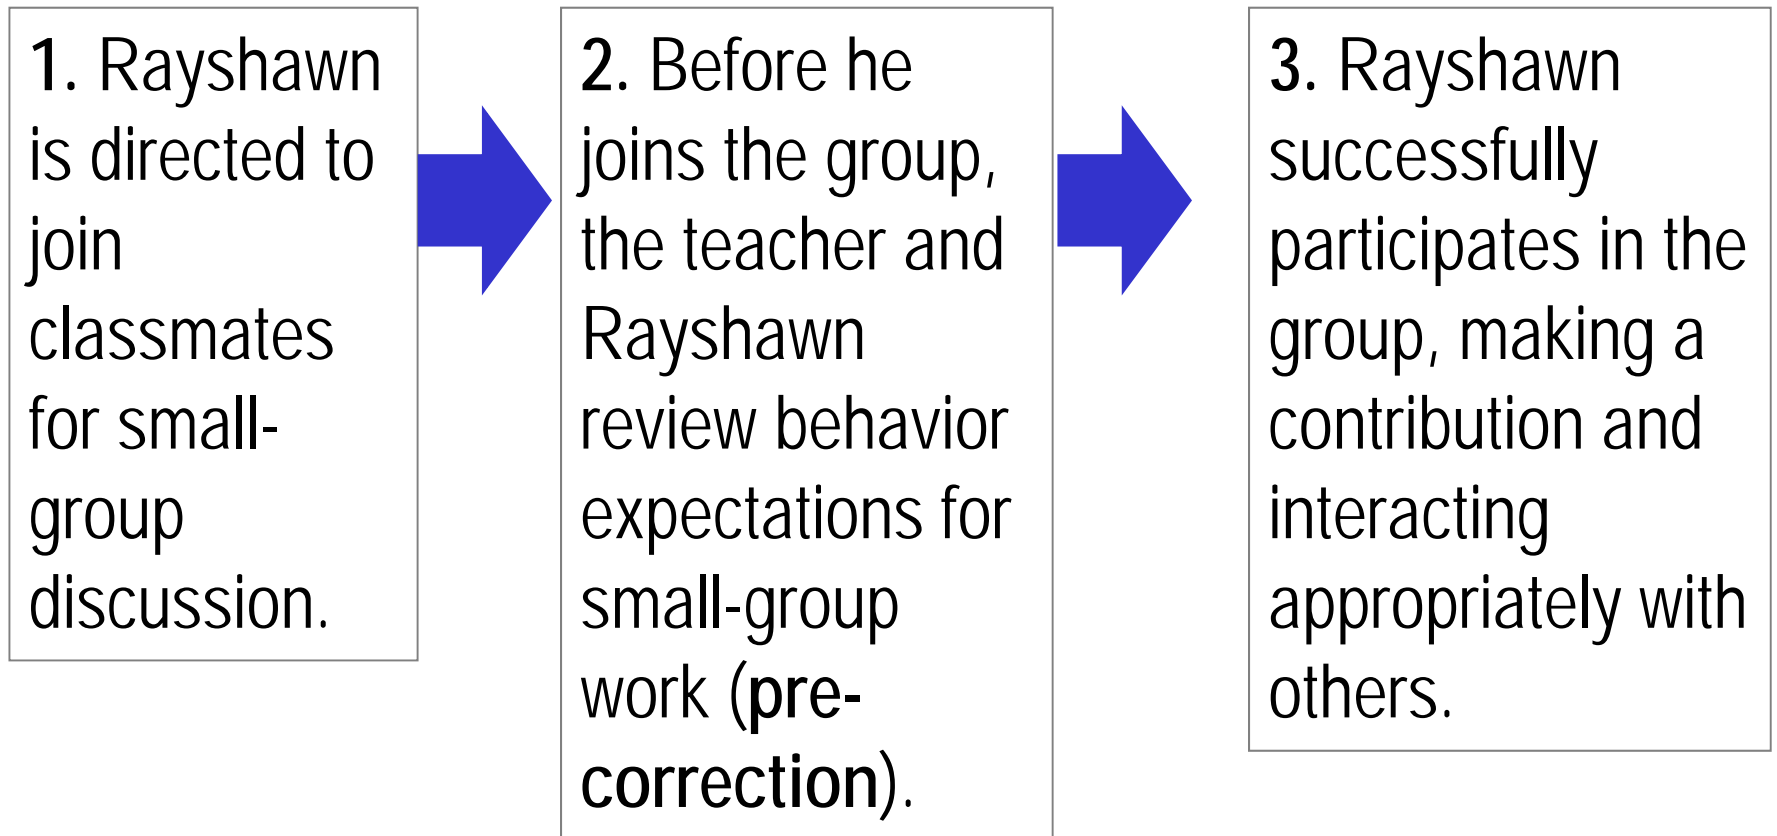 1. Rayshawn
is directed to
join
classmates
for small-
group
discussion.
2. Before he
joins the group,
the teacher and
Rayshawn
review behavior
expectations for
small-group
work (pre-
correction).
3. Rayshawn
successfully
participates in the
group, making a
contribution and
interacting
appropriately with
others.